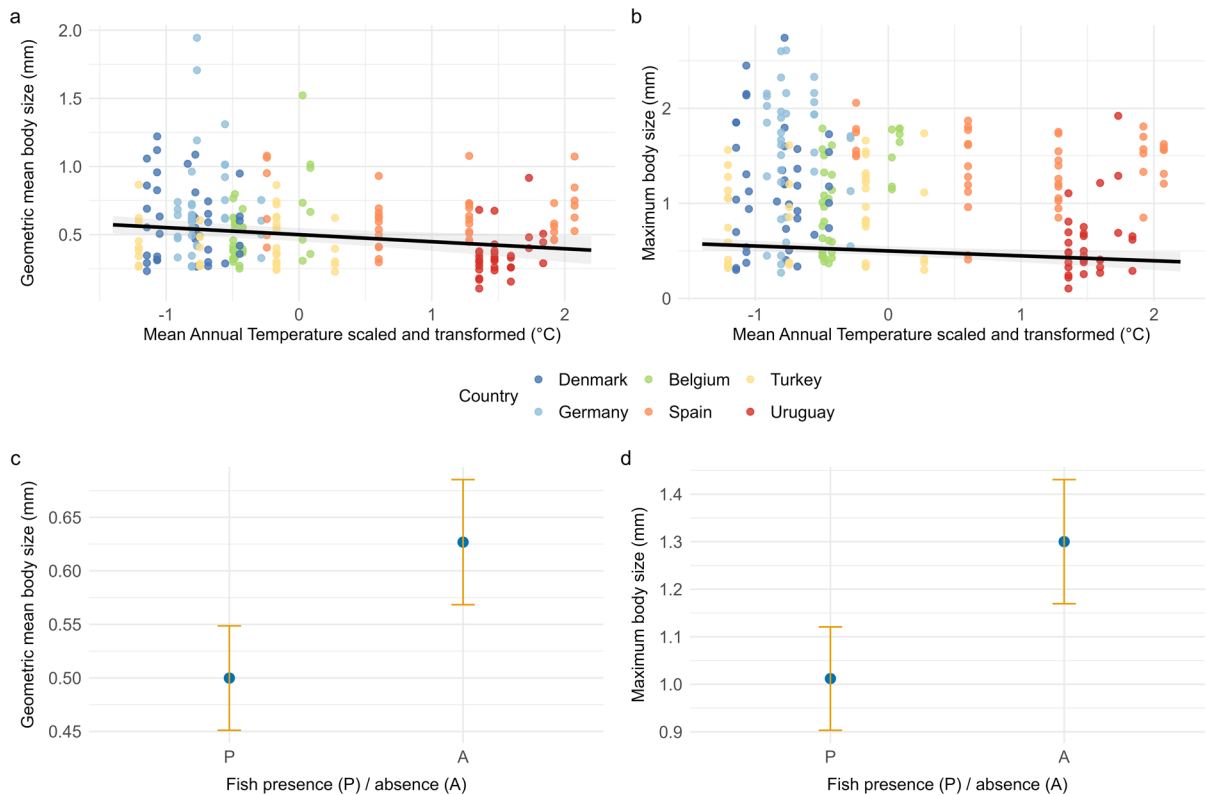 a
b
Geometric mean body size (mm)
2.0
1.5
1.0
0.5
-1
0
1
2
Mean Annual Temperature scaled and transformed (°C)
Maximum body size (mm)
2
1
0
-1
0
1
2
Mean Annual Temperature scaled and transformed (°C)
Country
Denmark
Belgium
Turkey
Germany
Spain
Uruguay
c
d
Geometric mean body size (mm)
0.65
0.60
0.55
0.50
0.45
P
A
Fish presence (P) / absence (A)
Maximum body size (mm)
1.4
1.3
1.2
1.1
1.0
0.9
P
A
Fish presence (P) / absence (A)